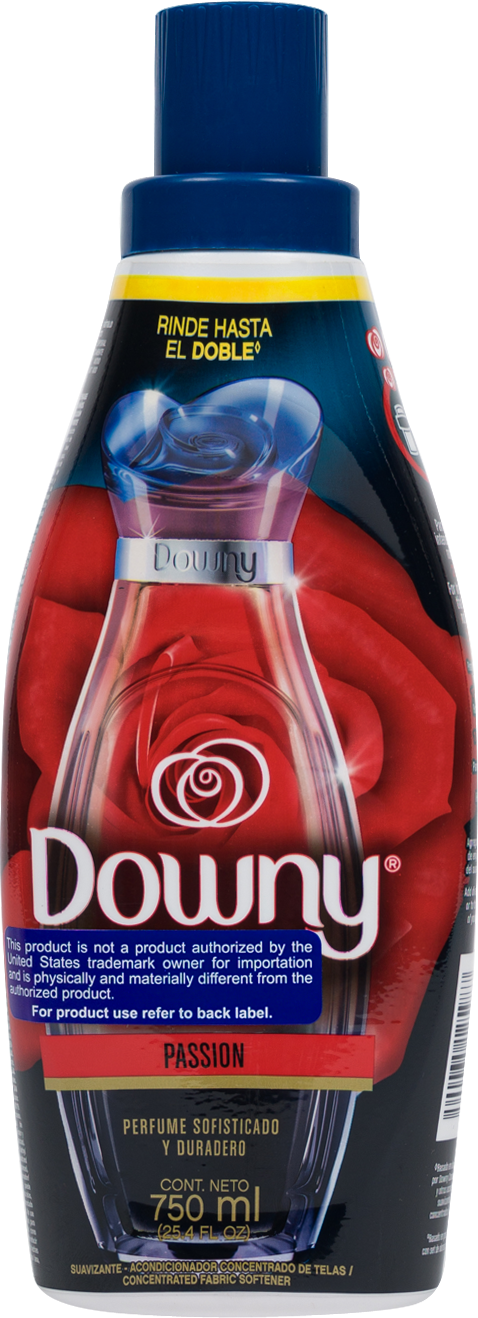 RINDE HASTA
EL DOBLE◊
Downy
Downy®
This product is not a product authorized by the
United States trademark owner for importation
and is physically and materially different from the
authorized product.
For product use refer to back label.
PASSION
PERFUME SOFISTICADO
Y DURADERO
CONT. NETO
750 ml
(25.4 FL OZ)
SUAVIZANTE - ACONDICIONADOR CONCENTRADO DE TELAS /
CONCENTRATED FABRIC SOFTENER